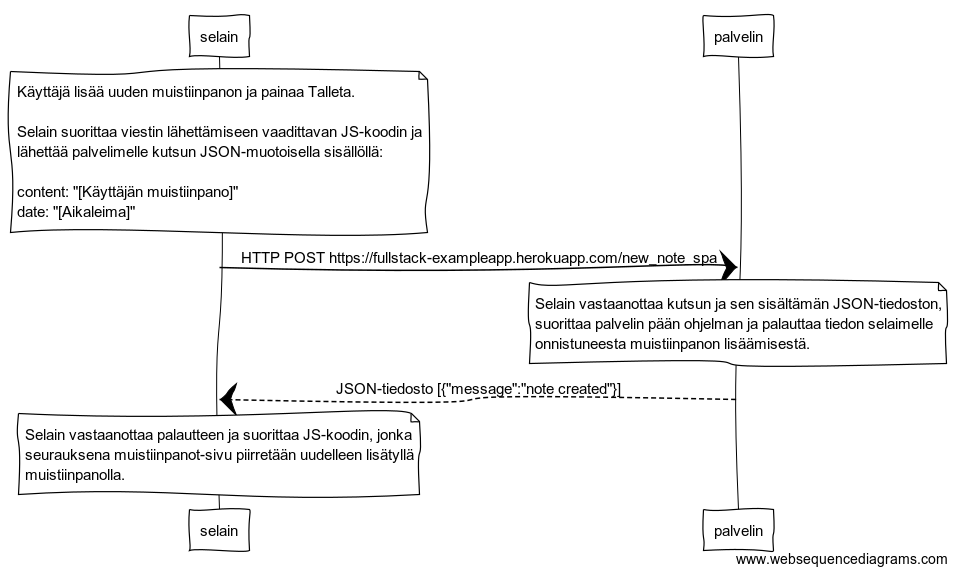 selain
palvelin
Käyttäjä lisää uuden muistiinpanon ja painaa Talleta.
Selain suorittaa viestin lähettämiseen vaadittavan JS-koodin ja
lähettää palvelimelle kutsun JSON-muotoisella sisällöllä:
content: "[Käyttäjän muistiinpano]"
date: "[Aikaleima]"
HTTP POST https://fullstack-exampleapp.herokuapp.com/new_note_spa
Selain vastaanottaa kutsun ja sen sisältämän JSON-tiedoston,
suorittaa palvelin pään ohjelman ja palauttaa tiedon selaimelle
onnistuneesta muistiinpanon lisäämisestä.
JSON-tiedosto [{"message":"note created"}]
Selain vastaanottaa palautteen ja suorittaa JS-koodin, jonka
seurauksena muistiinpanot-sivu piirretään uudelleen lisätyllä
muistiinpanolla.
selain
palvelin
www.websequencediagrams.com